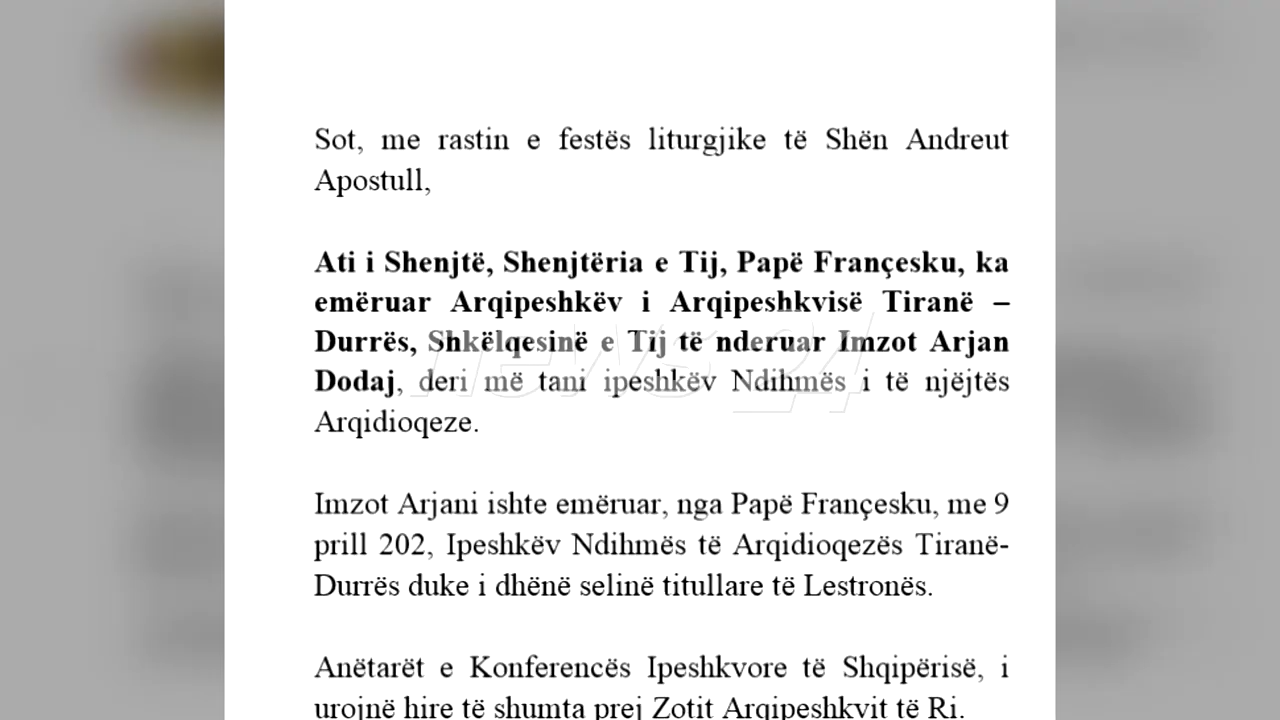 Sot, me rastin e festës liturgjike të Shën Andreut
Apostull,
Ati i Shenjtë, Shenjtëria e Tij, Papë Françesku, ka
emëruar Arqipeshkëv i Arqipeshkvisë Tiranë –
Durrës, Shkëlqesinë e Tij të nderuar Imzot Arjan
Dodaj, deri më tani ipeshkëv Ndihmës i të njëjtës
Arqidioqeze.
news 24
Imzot Arjani ishte emëruar, nga Papë Françesku, me 9
prill 202, Ipeshkëv Ndihmës të Arqidioqezës Tiranë-
Durrës duke i dhënë selinë titullare të Lestronës.
Anëtarët e Konferencës Ipeshkvore të Shqipërisë, i
urojnë hire të shumta prej Zotit Arqipeshkvit të Ri.